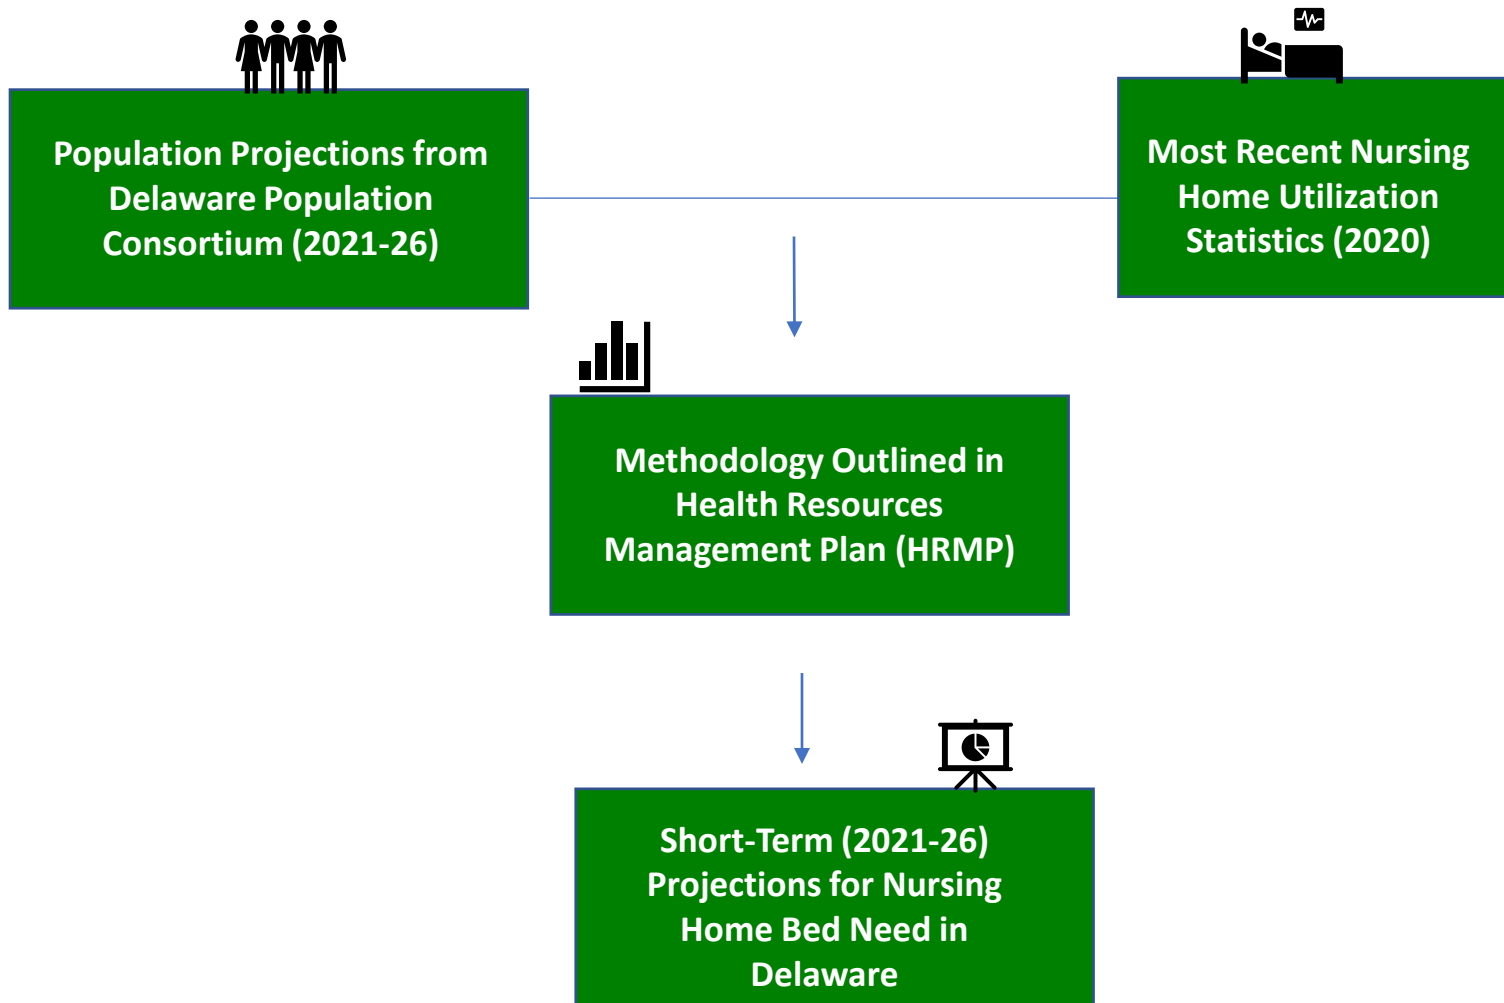 Population Projections from
Delaware Population
Consortium (2021-26)
Most Recent Nursing
Home Utilization
Statistics (2020)
Methodology Outlined in
Health Resources
Management Plan (HRMP)
Short-Term (2021-26)
Projections for Nursing
Home Bed Need in
Delaware